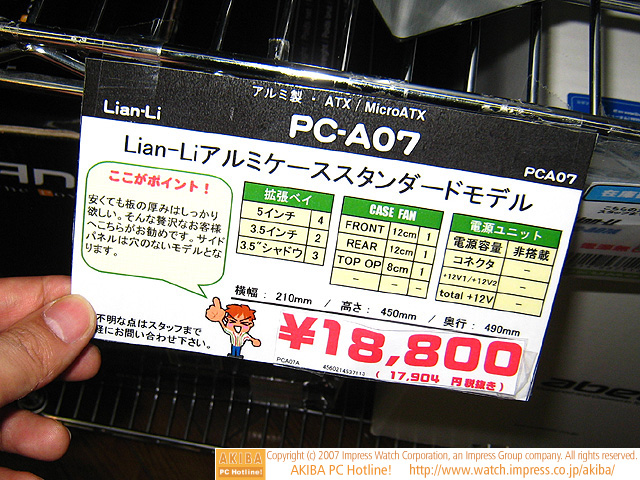 アルミ製・ATX / MicroATX
Lian-Li
PC-A07
PCA07
Lian-Liアルミケーススタンダードモデル
ここがポイント！
安くても板の厚みはしっかり
欲しい。そんな贅沢なお客様
へこちらがお勧めです。サイド
パネルは穴のないモデルとな
ります。
拡張ベイ
5インチ 4
3.5インチ 2
3.5"シャドウ 3
CASE FAN
FRONT 12cm 1
REAR 12cm 1
TOP OP 8cm 1
– – –
電源ユニット
電源容量 非搭載
コネクタ –
+12V1/+12V2 –
total +12V –
横幅： 210mm / 高さ： 450mm / 奥行： 490mm
不明な点はスタッフまで
軽にお問い合わせ下さい。
¥18,800
PCA07A
( 17,904 円税抜き)
AKIBA
PC Hotline!
Copyright (c) 2007 Impress Watch Corporation, an Impress Group company. All rights reserved.
AKIBA PC Hotline! http://www.watch.impress.co.jp/akiba/